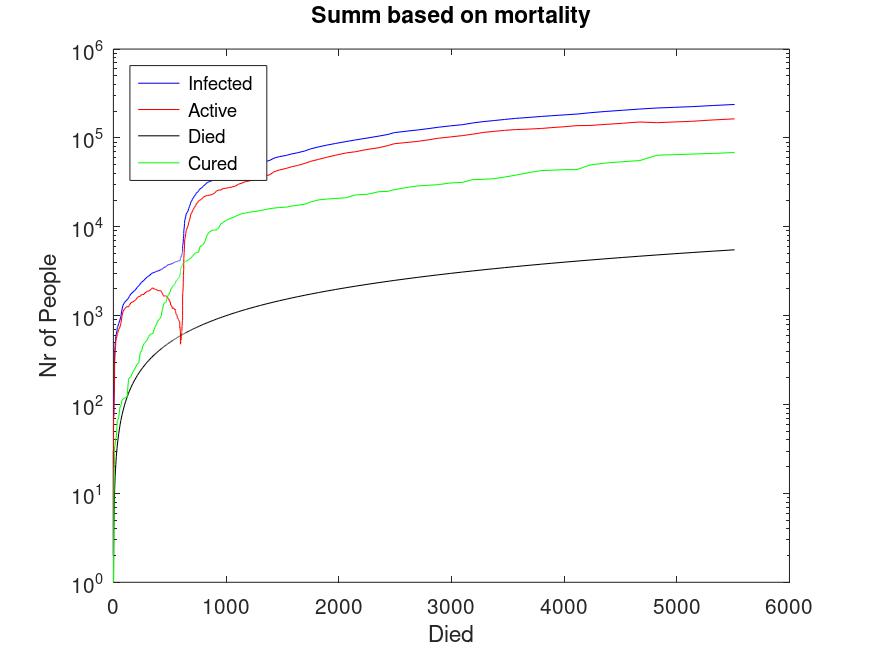 Summ based on mortality
10^6
10^5
10^4
10^3
10^2
10^1
10^0
Nr of People
Infected
Active
Died
Cured
0 1000 2000 3000 4000 5000 6000
Died